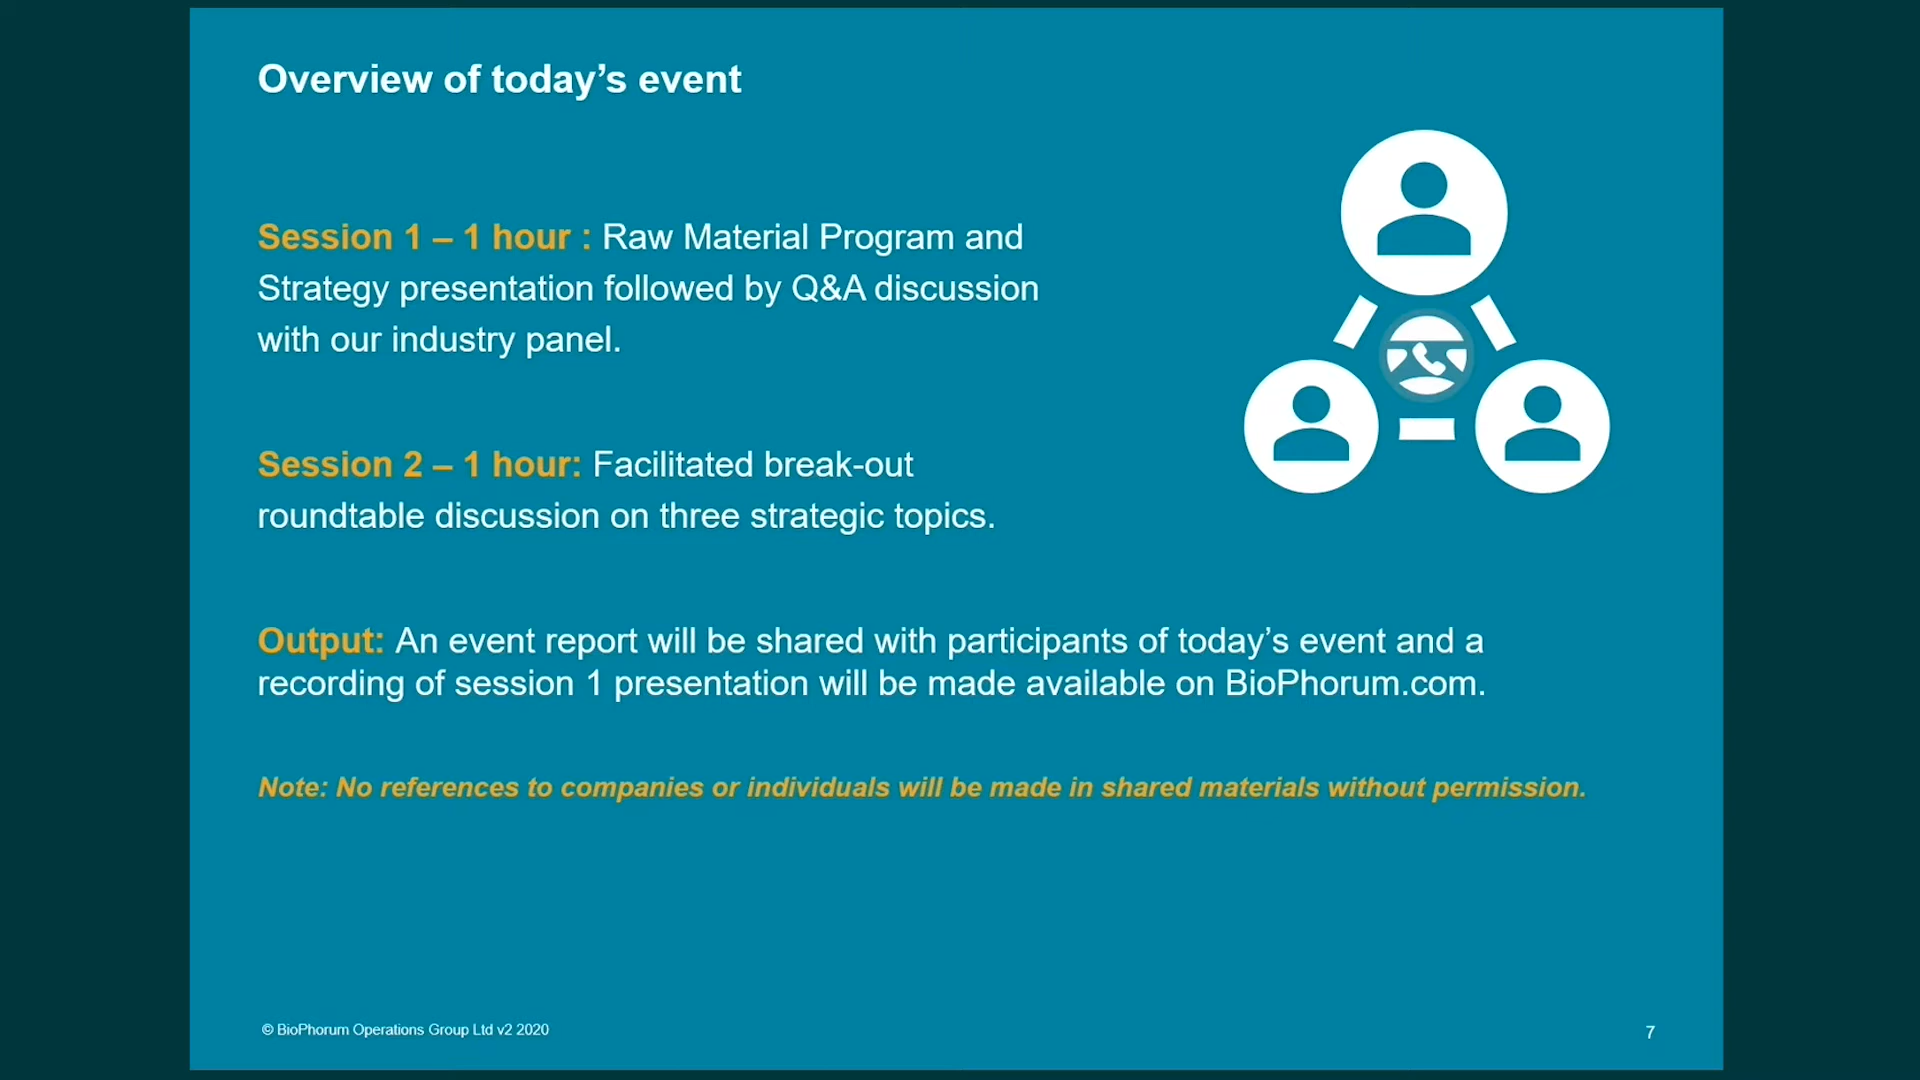 Overview of today’s event
Session 1 – 1 hour : Raw Material Program and
Strategy presentation followed by Q&A discussion
with our industry panel.
Session 2 – 1 hour: Facilitated break-out
roundtable discussion on three strategic topics.
Output: An event report will be shared with participants of today’s event and a
recording of session 1 presentation will be made available on BioPhorum.com.
Note: No references to companies or individuals will be made in shared materials without permission.
© BioPhorum Operations Group Ltd v2 2020
7